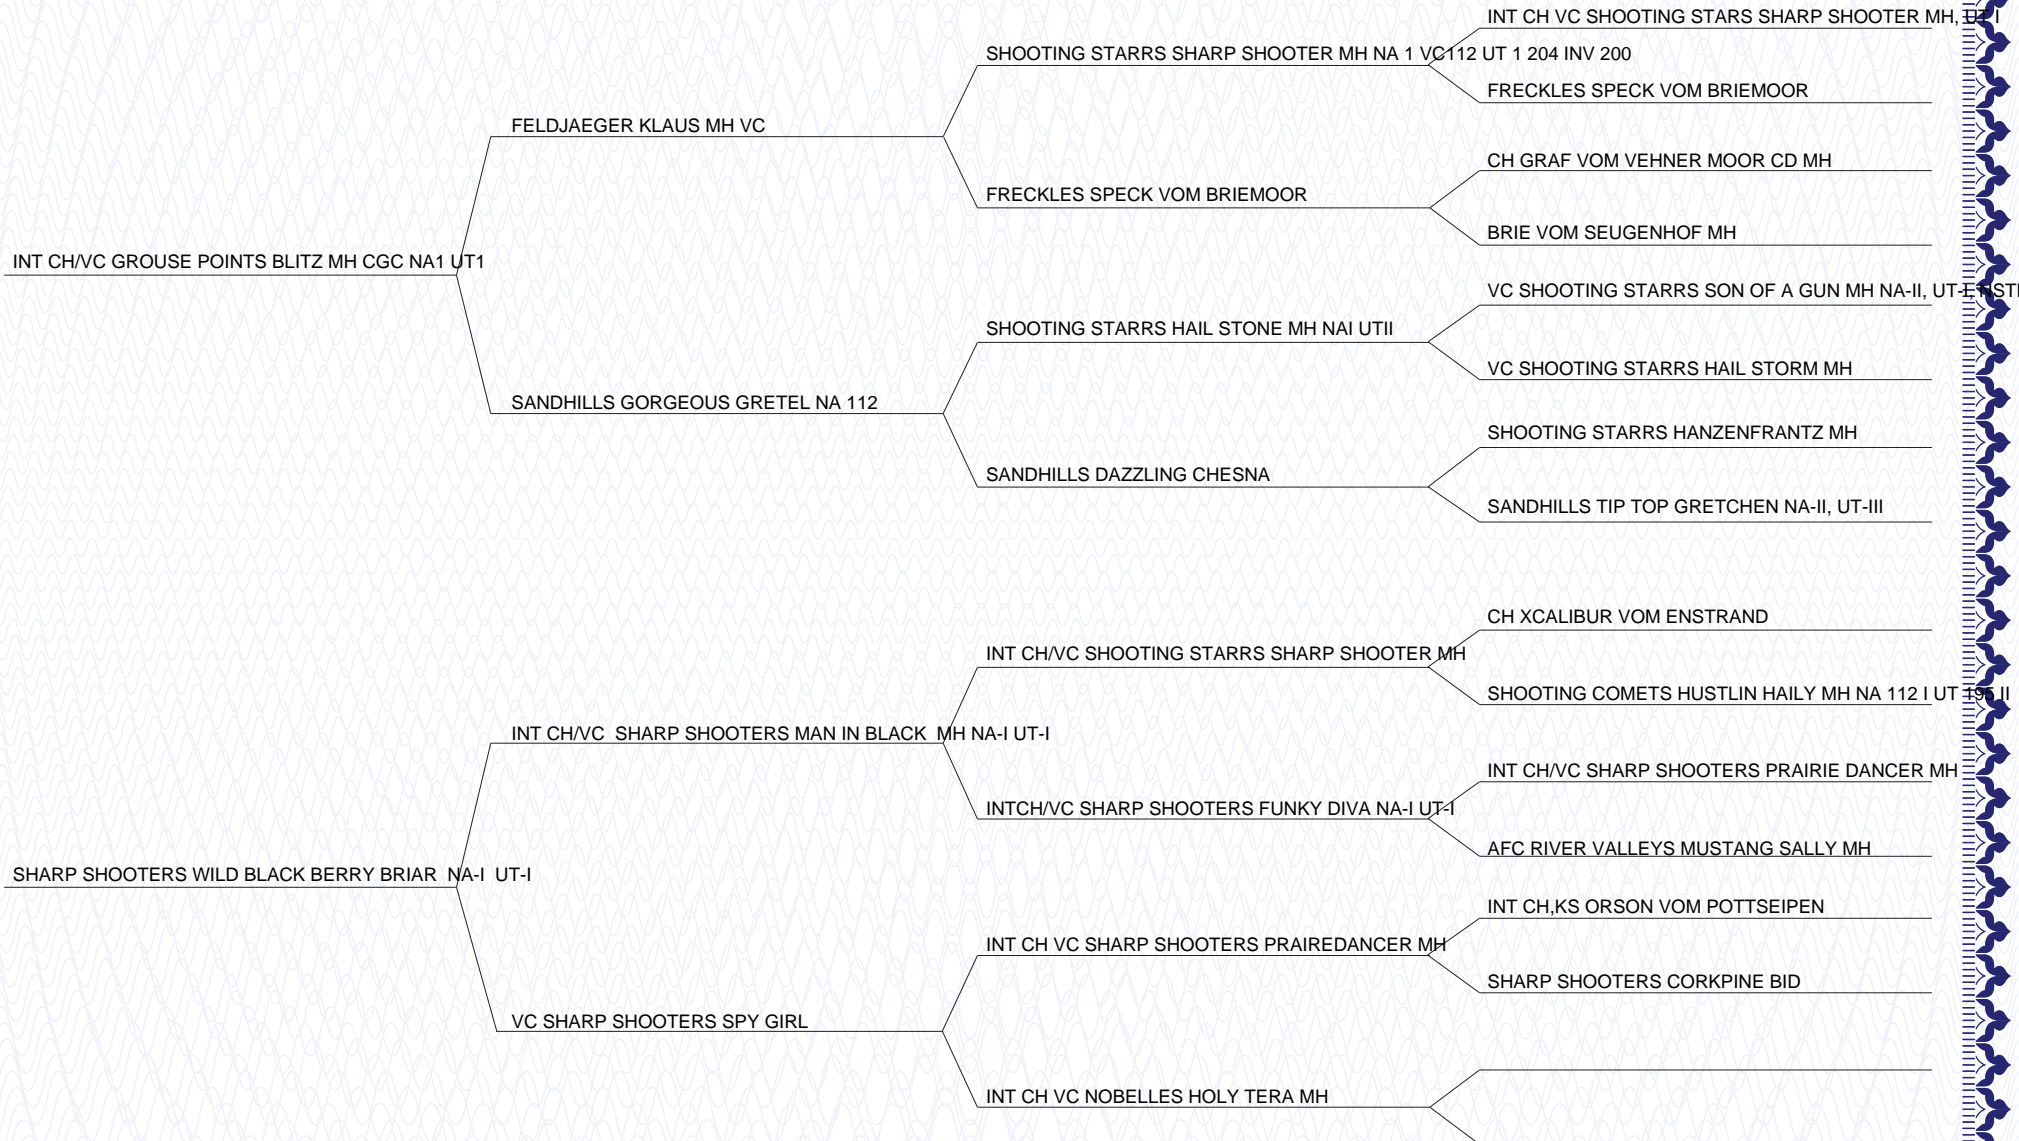 INT CH VC SHOOTING STARS SHARP SHOOTER MH, UT I
SHOOTING STARRS SHARP SHOOTER MH NA 1 VC112 UT 1 204 INV 200
FRECKLES SPECK VOM BRIEMOOR
FELDJAEGER KLAUS MH VC
CH GRAF VOM VEHNER MOOR CD MH
FRECKLES SPECK VOM BRIEMOOR
BRIE VOM SEUGENHOF MH
INT CH/VC GROUSE POINTS BLITZ MH CGC NA1 UT1
VC SHOOTING STARRS SON OF A GUN MH NA-II, UT-I,
SHOOTING STARRS HAIL STONE MH NAI UTII
VC SHOOTING STARRS HAIL STORM MH
SANDHILLS GORGEOUS GRETEL NA 112
SHOOTING STARRS HANZENFRANTZ MH
SANDHILLS DAZZLING CHESNA
SANDHILLS TIP TOP GRETCHEN NA-II, UT-III
CH XCALIBUR VOM ENSTRAND
INT CH/VC SHOOTING STARRS SHARP SHOOTER MH
SHOOTING COMETS HUSTLIN HAILY MH NA 112 I UT 195 II
INT CH/VC SHARP SHOOTERS MAN IN BLACK MH NA-I UT-I
INT CH/VC SHARP SHOOTERS PRAIRIE DANCER MH
INTCH/VC SHARP SHOOTERS FUNKY DIVA NA-I UT-I
AFC RIVER VALLEYS MUSTANG SALLY MH
SHARP SHOOTERS WILD BLACK BERRY BRIAR NA-I UT-I
INT CH,KS ORSON VOM POTTSEIPEN
INT CH VC SHARP SHOOTERS PRAIREDANCER MH
SHARP SHOOTERS CORKPINE BID
VC SHARP SHOOTERS SPY GIRL
INT CH VC NOBELLES HOLY TERA MH